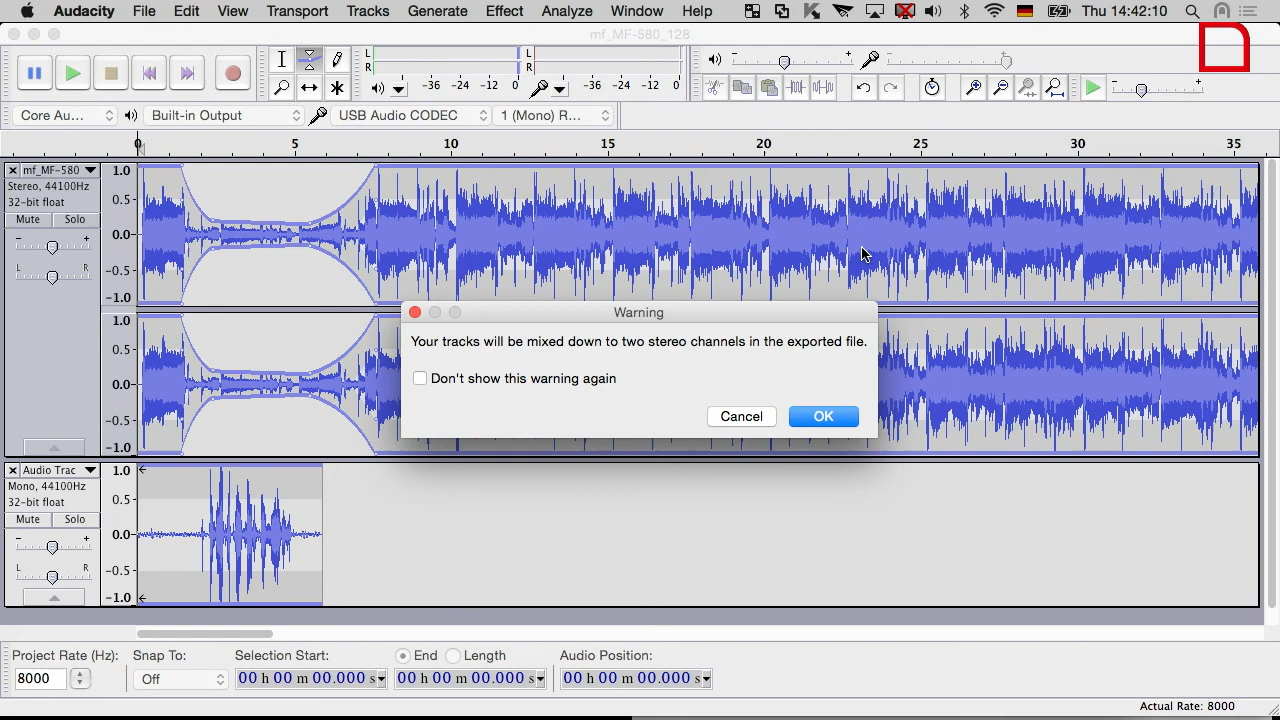 Audacity File Edit View Transport Tracks Generate Effect Analyze Window Help Thu 14:42:10
mf_MF-580_128
L R -36 -24 -12 0 L R -36 -24 -12 0
Core Au... Built-in Output USB Audio CODEC 1 (Mono) R...
0 5 10 15 20 25 30 35
mf_MF-580
Stereo, 44100Hz
32-bit float
Mute Solo
- +
L R
1.0
0.5
0.0
-0.5
-1.0
1.0
0.5
0.0
-0.5
-1.0
Warning
Your tracks will be mixed down to two stereo channels in the exported file.
Don't show this warning again
Cancel OK
Audio Trac
Mono, 44100Hz
32-bit float
Mute Solo
- +
L R
1.0
0.5
0.0
-0.5
-1.0
Project Rate (Hz): Snap To: Selection Start: End Length Audio Position:
8000 Off 00 h 00 m 00.000 s 00 h 00 m 00.000 s 00 h 00 m 00.000 s
Actual Rate: 8000